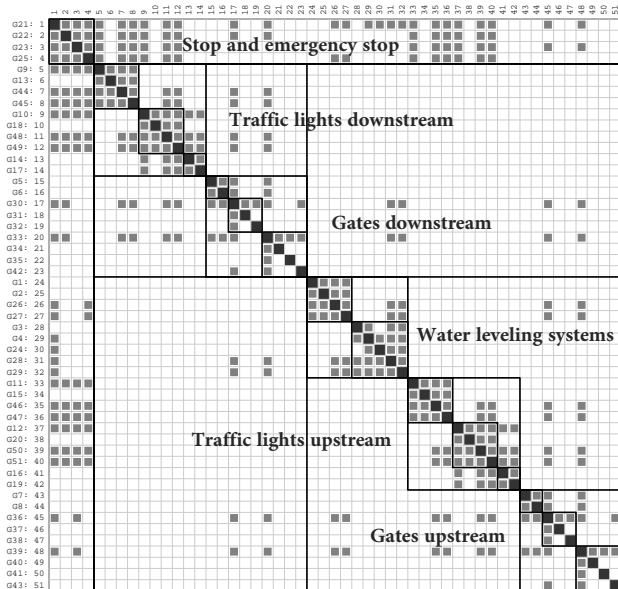 1 2 3 4 5 6 7 8 9 10 11 12 13 14 15 16 17 18 19 20 21 22 23 24 25 26 27 28 29 30 31 32 33 34 35 36 37 38 39 40 41 42 43 44 45 46 47 48 49 50 51
G21: 1
G22: 2
G23: 3
Stop and emergency stop
G25: 4
G9: 5
G13: 6
G44: 7
G45: 8
G10: 9
Traffic lights downstream
G18: 10
G48: 11
G49: 12
G14: 13
G17: 14
G5: 15
G6: 16
G30: 17
G31: 18
Gates downstream
G32: 19
G33: 20
G34: 21
G35: 22
G42: 23
G1: 24
G2: 25
G26: 26
G27: 27
G3: 28
G4: 29
Water leveling systems
G24: 30
G28: 31
G29: 32
G11: 33
G15: 34
G46: 35
G47: 36
G12: 37
G20: 38
Traffic lights upstream
G50: 39
G51: 40
G16: 41
G19: 42
G7: 43
G8: 44
G36: 45
G37: 46
Gates upstream
G38: 47
G39: 48
G40: 49
G41: 50
G43: 51